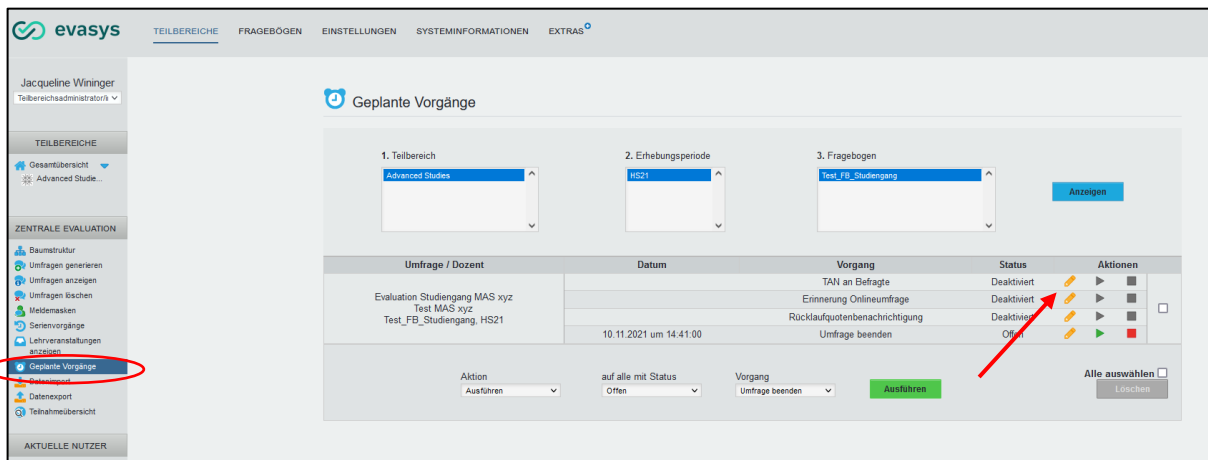 evasys
TEILBEREICHE FRAGEBÖGEN EINSTELLUNGEN SYSTEMINFORMATIONEN EXTRAS
Jacqueline Wininger
Teilbereichsadministrator/i
TEILBEREICHE
Gesamtübersicht
Advanced Studie...
ZENTRALE EVALUATION
Baumstruktur
Umfragen generieren
Umfragen anzeigen
Umfragen löschen
Meldemasken
Serienvorgänge
Lehrveranstaltungen
anzeigen
Geplante Vorgänge
Datenimport
Datenexport
Teilnahmeübersicht
AKTUELLE NUTZER
Geplante Vorgänge
1. Teilbereich 2. Erhebungsperiode 3. Fragebogen
Advanced Studies HS21 Test_FB_Studiengang
Anzeigen
Umfrage / Dozent Datum Vorgang Status Aktionen
Evaluation Studiengang MAS xyz
Test MAS xyz
Test_FB_Studiengang, HS21
TAN an Befragte Deaktiviert
Erinnerung Onlineumfrage Deaktiviert
Rücklaufquotenbenachrichtigung Deaktiviert
10.11.2021 um 14:41:00 Umfrage beenden Offen
Aktion auf alle mit Status Vorgang
Ausführen Offen Umfrage beenden Ausführen
Alle auswählen
Löschen